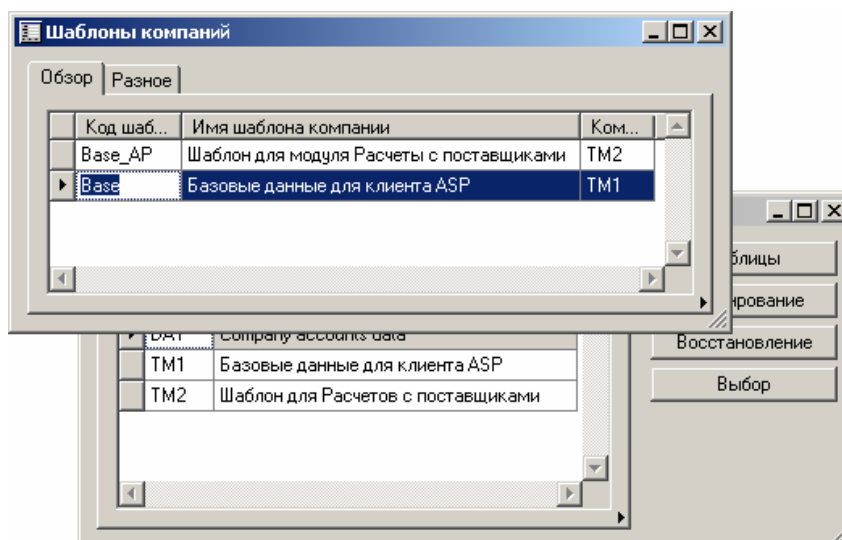 Шаблоны компаний
Обзор Разное
Код шаб... Имя шаблона компании Ком...
Base_AP Шаблон для модуля Расчеты с поставщиками TM2
Base Базовые данные для клиента ASP TM1
Company accounts data
TM1 Базовые данные для клиента ASP
TM2 Шаблон для Расчетов с поставщиками
Восстановление
Выбор